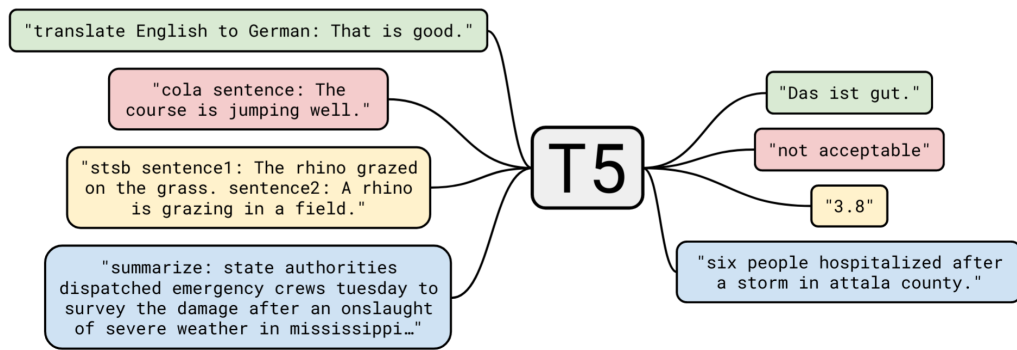 "translate English to German: That is good."
"cola sentence: The
course is jumping well."
"stsb sentence1: The rhino grazed
on the grass. sentence2: A rhino
is grazing in a field."
"summarize: state authorities
dispatched emergency crews tuesday to
survey the damage after an onslaught
of severe weather in mississippi…"
T5
"Das ist gut."
"not acceptable"
"3.8"
"six people hospitalized after
a storm in attala county."